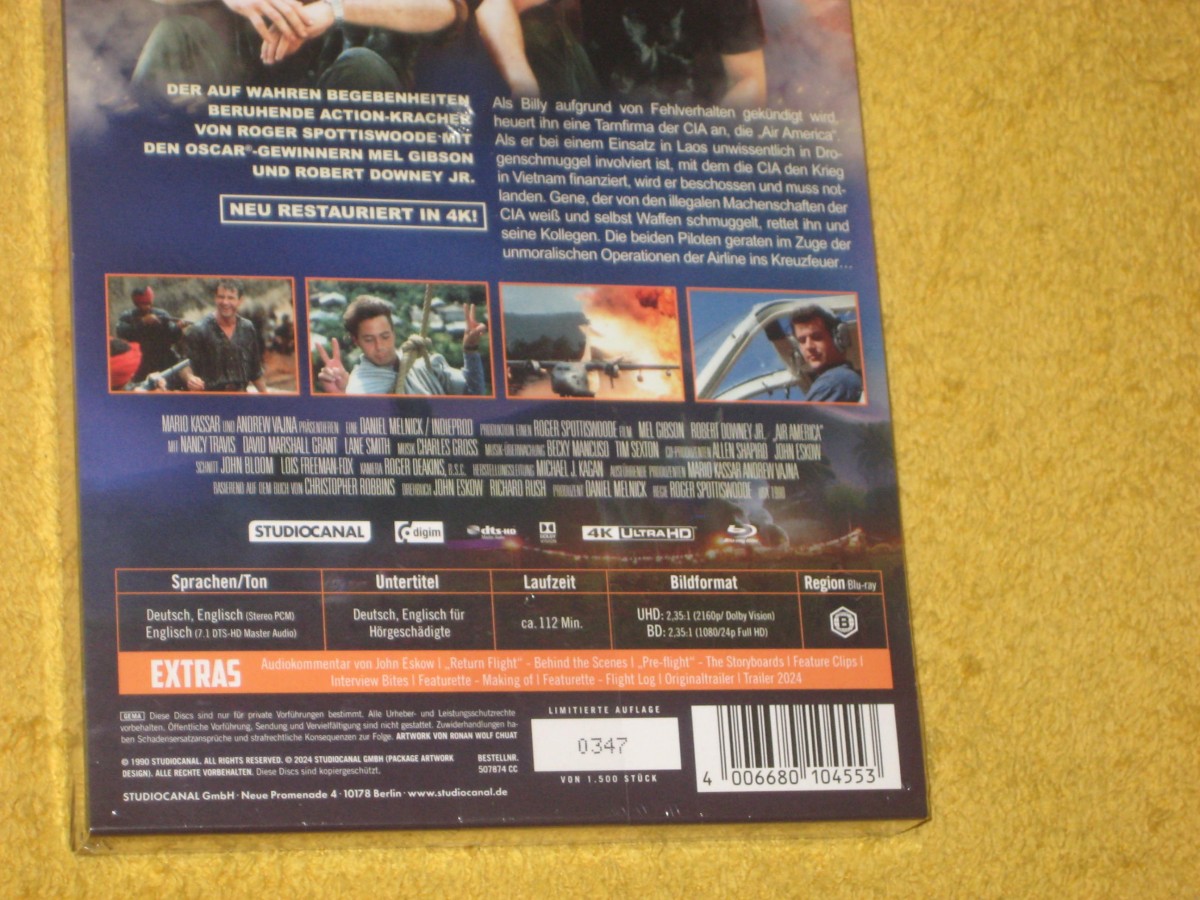 DER AUF WAHREN BEGEBENHEITEN
BERUHENDE ACTION-KRACHER
VON ROGER SPOTTISWOODE MIT
DEN OSCAR®-GEWINNERN MEL GIBSON
UND ROBERT DOWNEY JR.
NEU RESTAURIERT IN 4K!
Als Billy aufgrund von Fehlverhalten gekündigt wird,
heuert ihn eine Tarnfirma der CIA an, die „Air America“.
Als er bei einem Einsatz in Laos unwissentlich in Dro-
genschmuggel involviert ist, mit dem die CIA den Krieg
in Vietnam finanziert, wird er beschossen und muss not-
landen. Gene, der von den illegalen Machenschaften der
CIA weiß und selbst Waffen schmuggelt, rettet ihn und
seine Kollegen. Die beiden Piloten geraten im Zuge der
unmoralischen Operationen der Airline ins Kreuzfeuer…
MARIO KASSAR UND ANDREW VAJNA PRÄSENTIEREN EINE DANIEL MELNICK / INDIEPROD PRODUKTION EINEN ROGER SPOTTISWOODE FILM MEL GIBSON ROBERT DOWNEY JR. „AIR AMERICA“
MIT NANCY TRAVIS DAVID MARSHALL GRANT LANE SMITH MUSIK CHARLES GROSS MUSIKÜBERWACHUNG BECKY MANCUSO TIM SEXTON CO-PRODUZENTEN ALLEN SHAPIRO JOHN ESKOW
SCHNITT JOHN BLOOM LOIS FREEMAN-FOX KAMERA ROGER DEAKINS, B.S.C. HERSTELLUNGSLEITUNG MICHAEL J. KAGAN AUSFÜHRENDE PRODUZENTEN MARIO KASSAR ANDREW VAJNA
BASIEREND AUF DEM BUCH VON CHRISTOPHER ROBBINS DREHBUCH JOHN ESKOW RICHARD RUSH PRODUZENT DANIEL MELNICK REGIE ROGER SPOTTISWOODE USA 1990
STUDIOCANAL digim dts-HD Master Audio DOLBY VISION 4K ULTRA HD Blu-ray
Sprachen/Ton Untertitel Laufzeit Bildformat Region Blu-ray
Deutsch, Englisch (Stereo PCM)
Englisch (7.1 DTS-HD Master Audio)
Deutsch, Englisch für
Hörgeschädigte
ca. 112 Min.
UHD: 2,35:1 (2160p/ Dolby Vision)
BD: 2,35:1 (1080/24p Full HD)
B
EXTRAS
Audiokommentar von John Eskow | „Return Flight“ - Behind the Scenes | „Pre-flight“ - The Storyboards | Feature Clips |
Interview Bites | Featurette - Making of | Featurette - Flight Log | Originaltrailer | Trailer 2024
GEMA Diese Discs sind nur für private Vorführungen bestimmt. Alle Urheber- und Leistungsschutzrechte
vorbehalten. Öffentliche Vorführung, Sendung und Vervielfältigung sind nicht gestattet. Zuwiderhandlungen ha-
ben Schadensersatzansprüche und strafrechtliche Konsequenzen zur Folge. ARTWORK VON RONAN WOLF CHUAT
© 1990 STUDIOCANAL. ALL RIGHTS RESERVED. © 2024 STUDIOCANAL GMBH (PACKAGE ARTWORK
DESIGN). ALLE RECHTE VORBEHALTEN. Diese Discs sind kopiergeschützt.
BESTELLNR.
507874 CC
STUDIOCANAL GmbH · Neue Promenade 4 · 10178 Berlin · www.studiocanal.de
LIMITIERTE AUFLAGE
0347
VON 1.500 STÜCK
4 006680 104553